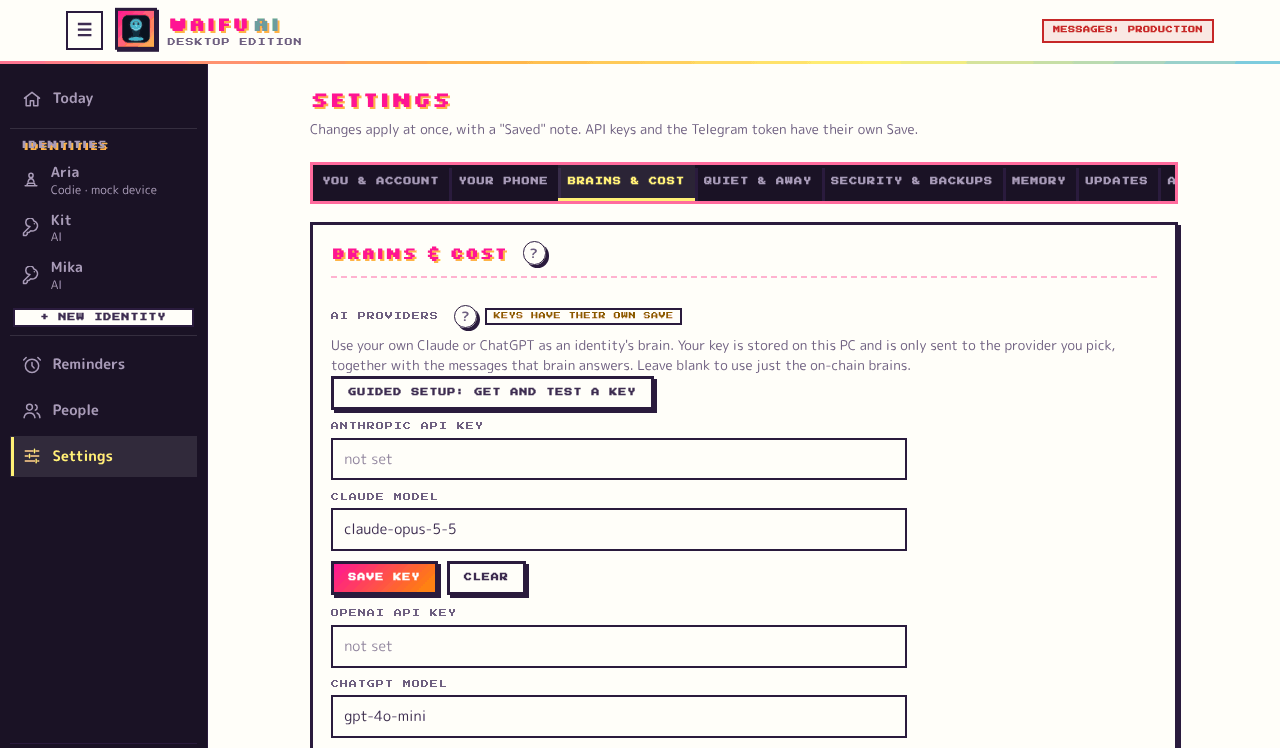 ☰
WAIFU AI
DESKTOP EDITION
MESSAGES: PRODUCTION
Today
IDENTITIES
Aria
Codie · mock device
Kit
AI
Mika
AI
+ NEW IDENTITY
Reminders
People
Settings
SETTINGS
Changes apply at once, with a "Saved" note. API keys and the Telegram token have their own Save.
YOU & ACCOUNT YOUR PHONE BRAINS & COST QUIET & AWAY SECURITY & BACKUPS MEMORY UPDATES A
BRAINS & COST ?
AI PROVIDERS ? KEYS HAVE THEIR OWN SAVE
Use your own Claude or ChatGPT as an identity's brain. Your key is stored on this PC and is only sent to the provider you pick,
together with the messages that brain answers. Leave blank to use just the on-chain brains.
GUIDED SETUP: GET AND TEST A KEY
ANTHROPIC API KEY
not set
CLAUDE MODEL
claude-opus-5-5
SAVE KEY CLEAR
OPENAI API KEY
not set
CHATGPT MODEL
gpt-4o-mini